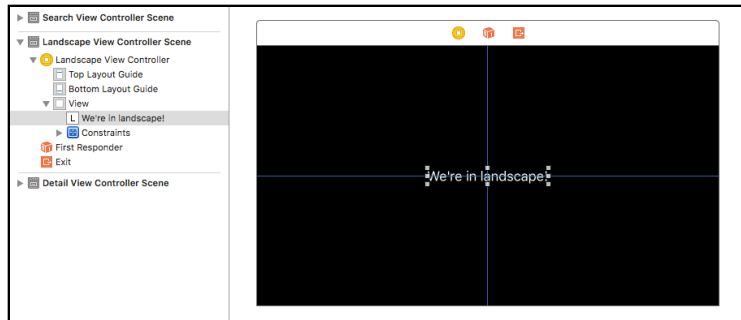 Search View Controller Scene
Landscape View Controller Scene
Landscape View Controller
Top Layout Guide
Bottom Layout Guide
View
L We're in landscape!
Constraints
First Responder
Exit
Detail View Controller Scene
We're in landscape!